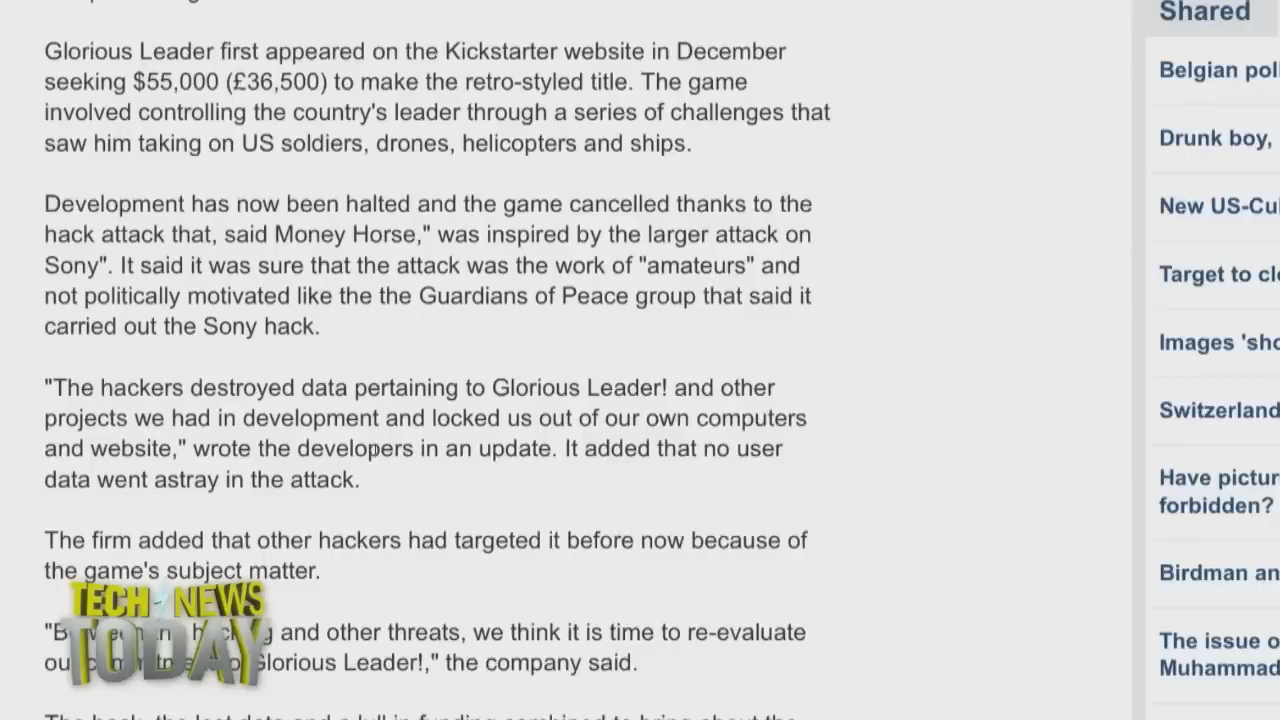 Glorious Leader first appeared on the Kickstarter website in December
seeking $55,000 (£36,500) to make the retro-styled title. The game
involved controlling the country's leader through a series of challenges that
saw him taking on US soldiers, drones, helicopters and ships.
Development has now been halted and the game cancelled thanks to the
hack attack that, said Money Horse," was inspired by the larger attack on
Sony". It said it was sure that the attack was the work of "amateurs" and
not politically motivated like the the Guardians of Peace group that said it
carried out the Sony hack.
"The hackers destroyed data pertaining to Glorious Leader! and other
projects we had in development and locked us out of our own computers
and website," wrote the developers in an update. It added that no user
data went astray in the attack.
The firm added that other hackers had targeted it before now because of
the game's subject matter.
and other threats, we think it is time to re-evaluate
Glorious Leader!," the company said.
TECH NEWS
TODAY
Shared
Belgian pol
Drunk boy,
New US-Cu
Target to cl
Images 'sho
Switzerland
Have pictur
forbidden?
Birdman an
The issue o
Muhammad